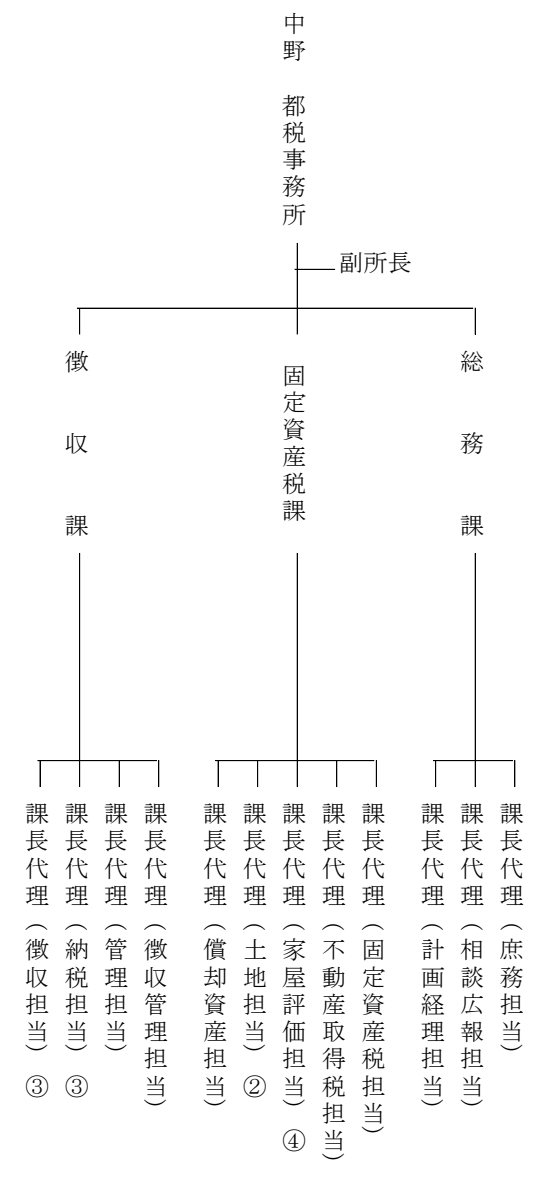 中野 都税事務所
副所長
総務課
固定資産税課
徴収課
課長代理（庶務担当）
課長代理（相談広報担当）
課長代理（計画経理担当）
課長代理（固定資産税担当）
課長代理（不動産取得税担当）
課長代理（家屋評価担当）④
課長代理（土地担当）②
課長代理（償却資産担当）
課長代理（徴収管理担当）
課長代理（管理担当）
課長代理（納税担当）③
課長代理（徴収担当）③